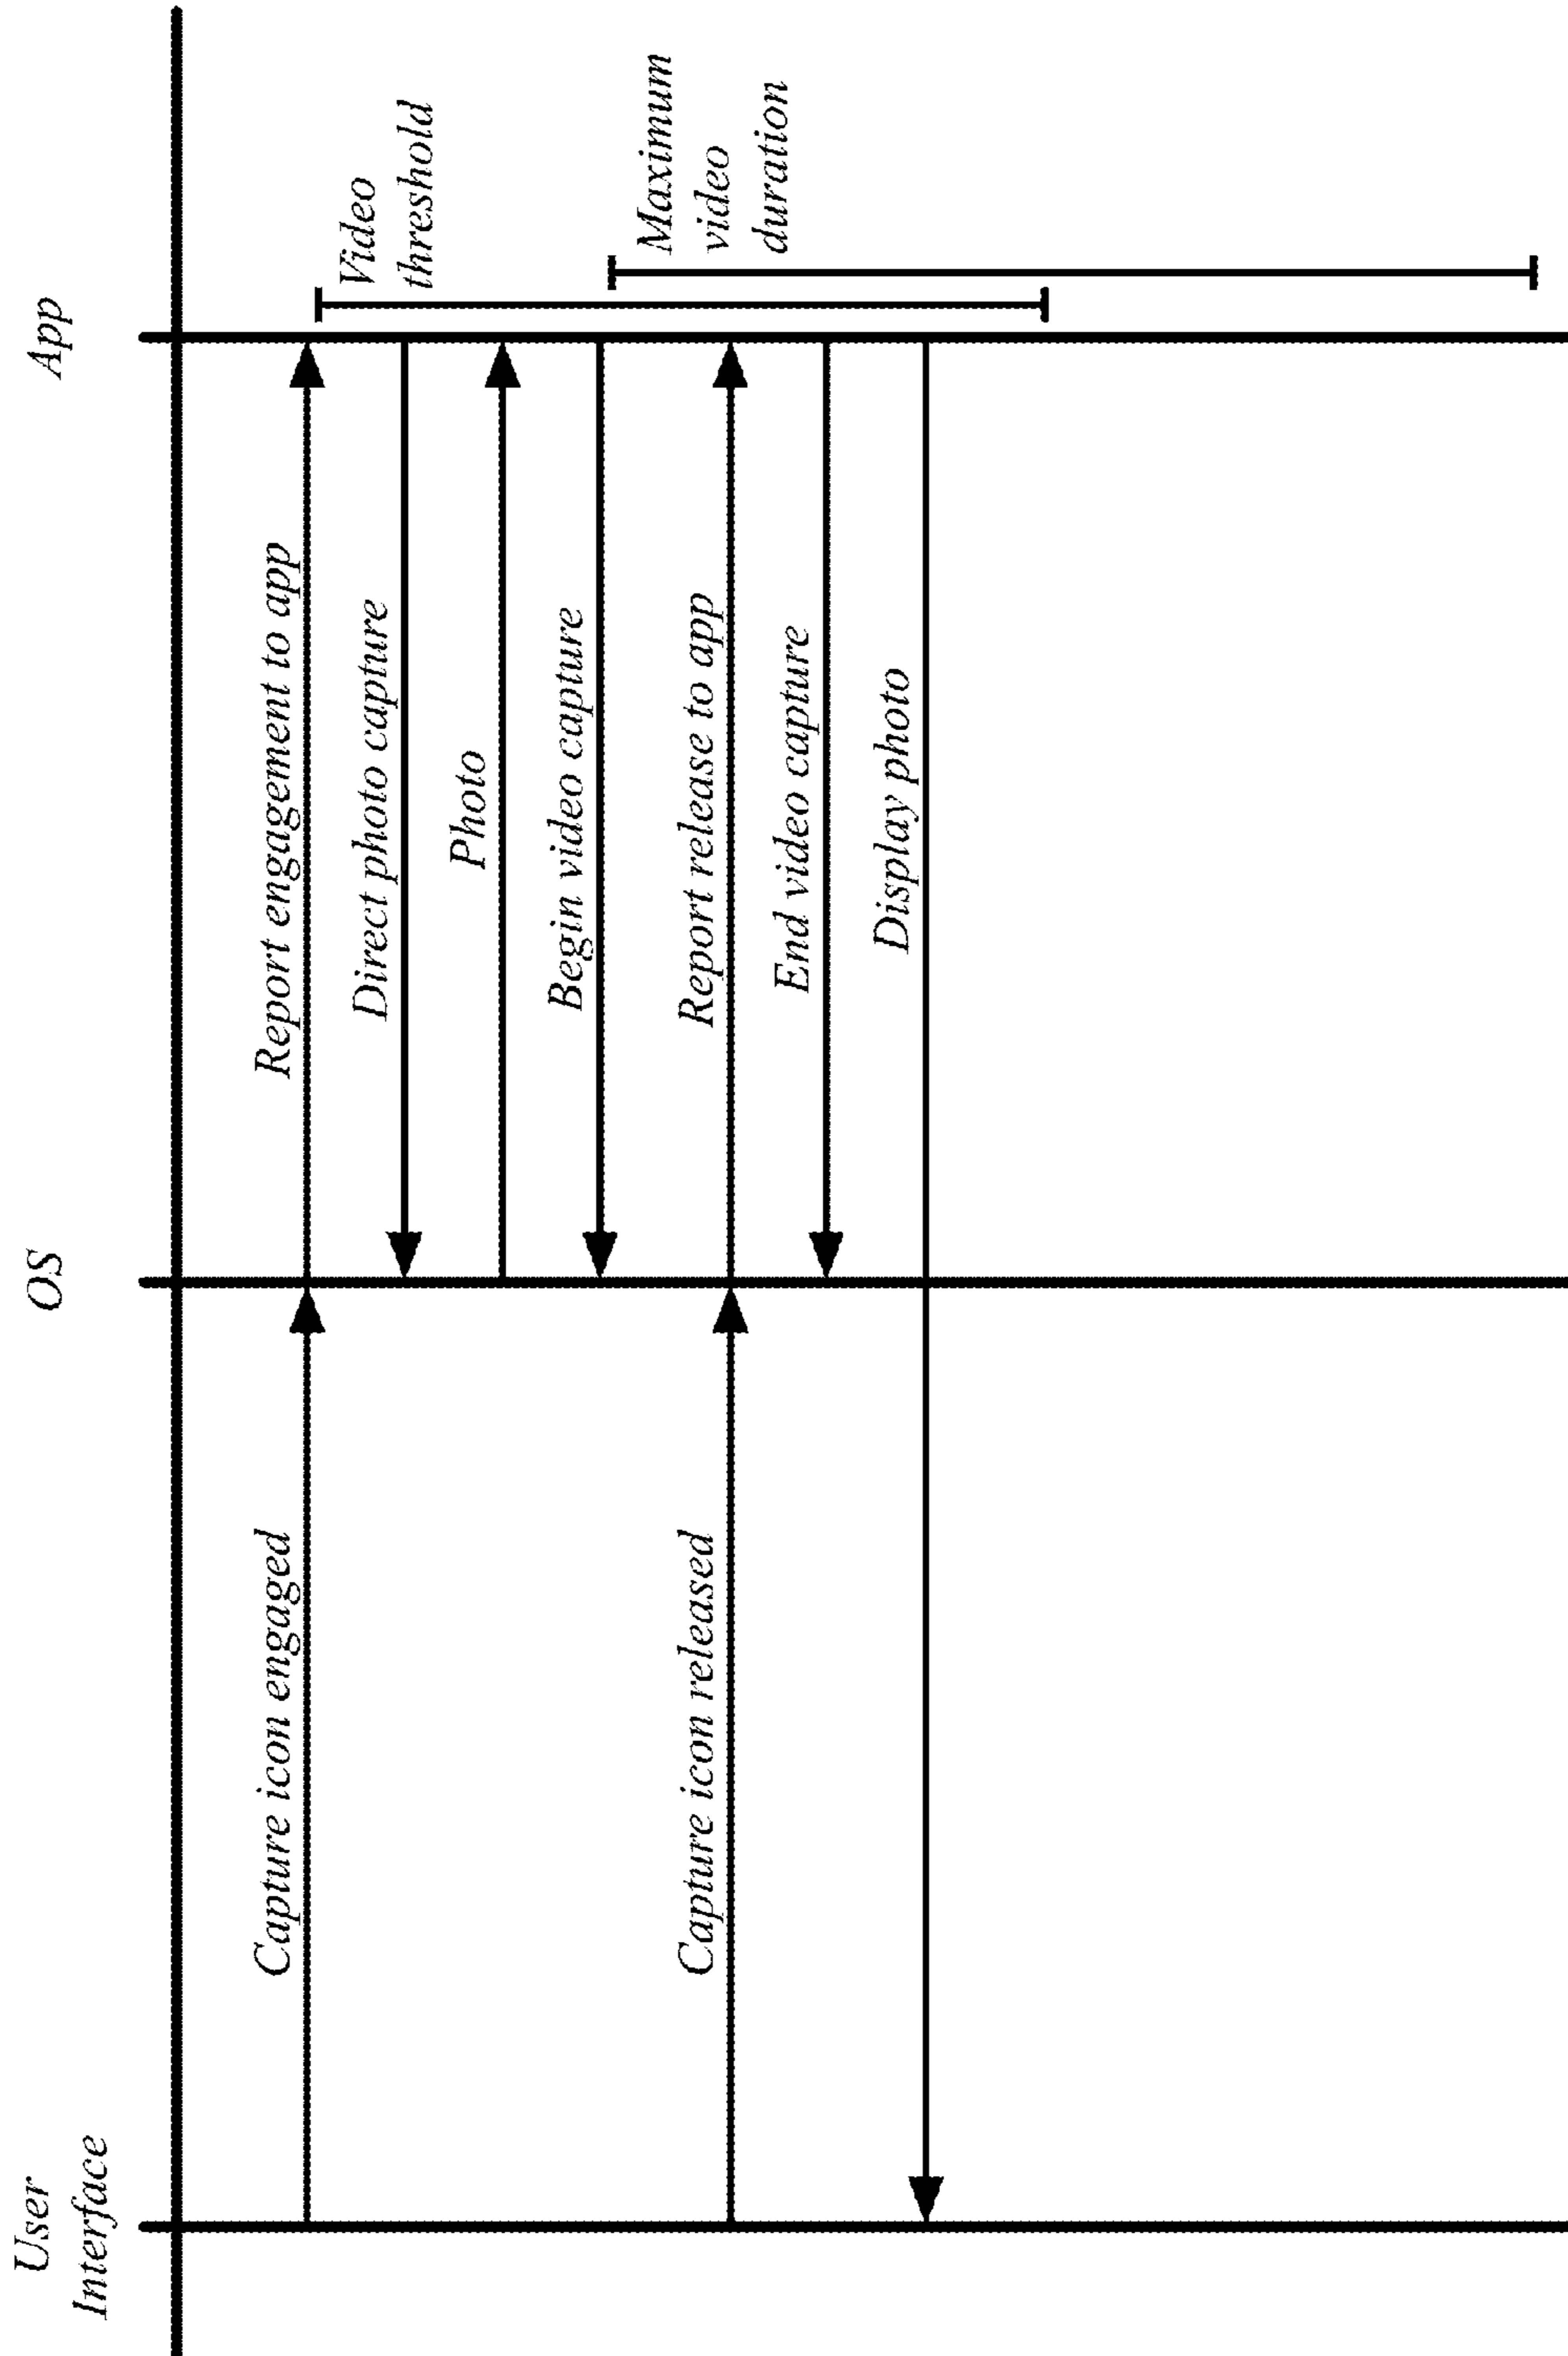 User
Interface
OS
App
Capture icon engaged
Report engagement to app
Video
threshold
Direct photo capture
Photo
Begin video capture
Maximum
video
duration
Capture icon released
Report release to app
End video capture
Display photo